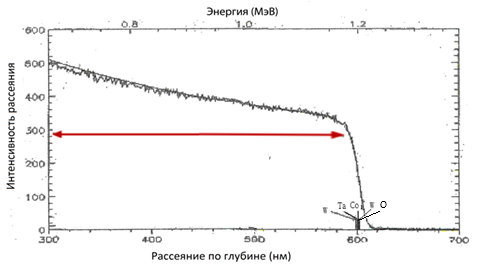 Энергия (МэВ)
0.8 1.0 1.2
Интенсивность рассеяния
600
500
400
300
200
100
0
W Ta Co W O
300 400 500 600 700
Рассеяние по глубине (нм)